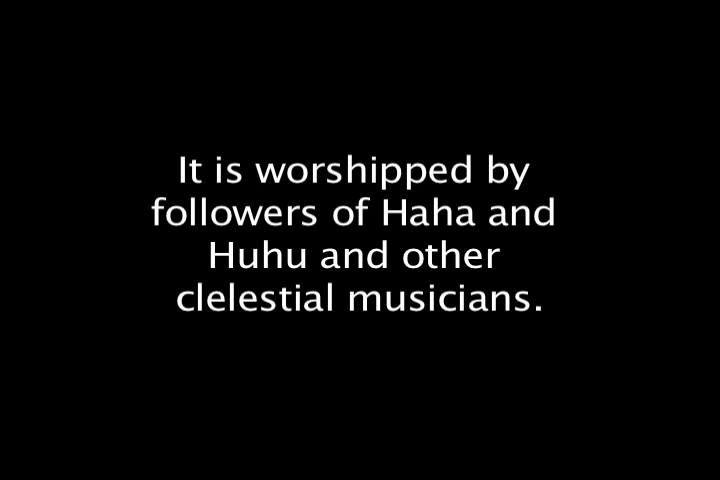 It is worshipped by
followers of Haha and
Huhu and other
clelestial musicians.